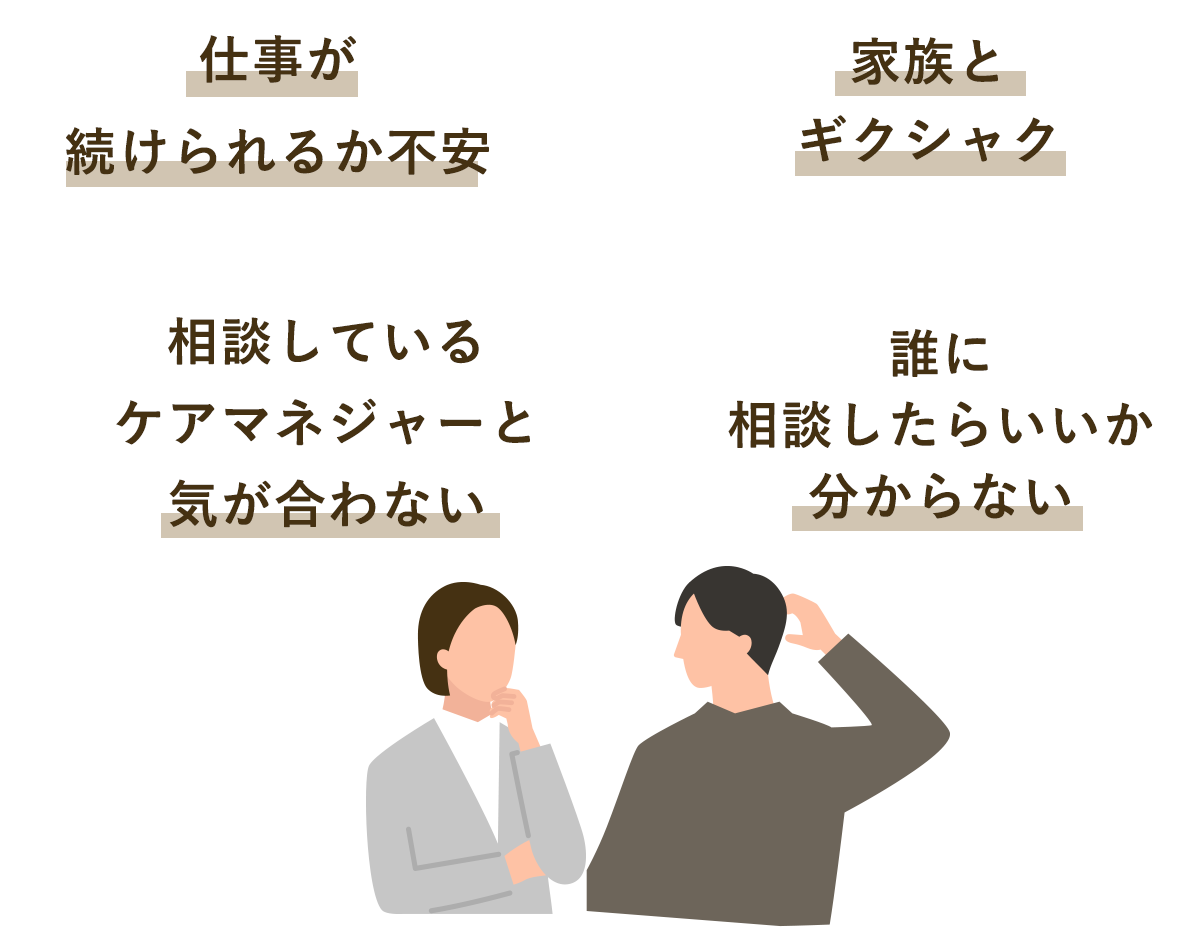 仕事が
続けられるか不安
家族と
ギクシャク
相談している
ケアマネジャーと
気が合わない
誰に
相談したらいいか
分からない